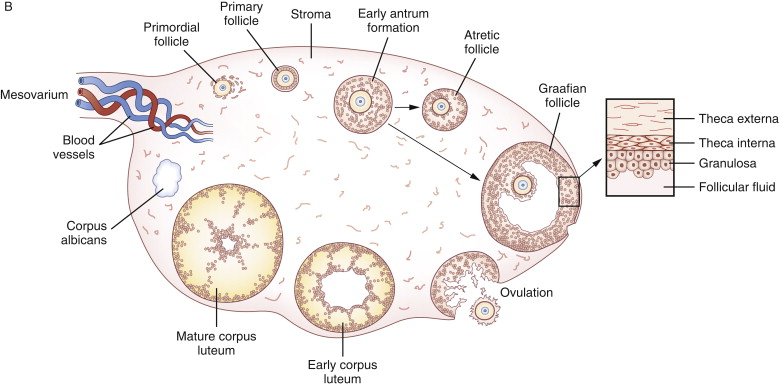 B
Primordial
follicle
Primary
follicle
Stroma
Early antrum
formation
Atretic
follicle
Graafian
follicle
Mesovarium
Blood
vessels
Corpus
albicans
Mature corpus
luteum
Early corpus
luteum
Ovulation
Theca externa
Theca interna
Granulosa
Follicular fluid